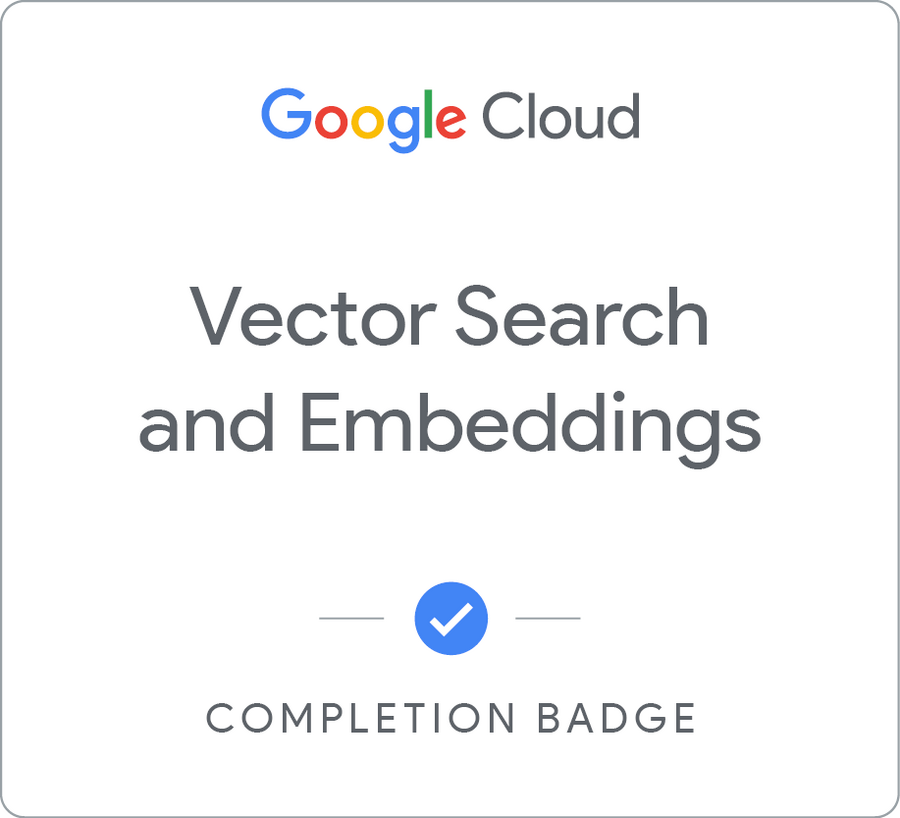 Google Cloud
Vector Search
and Embeddings
COMPLETION BADGE